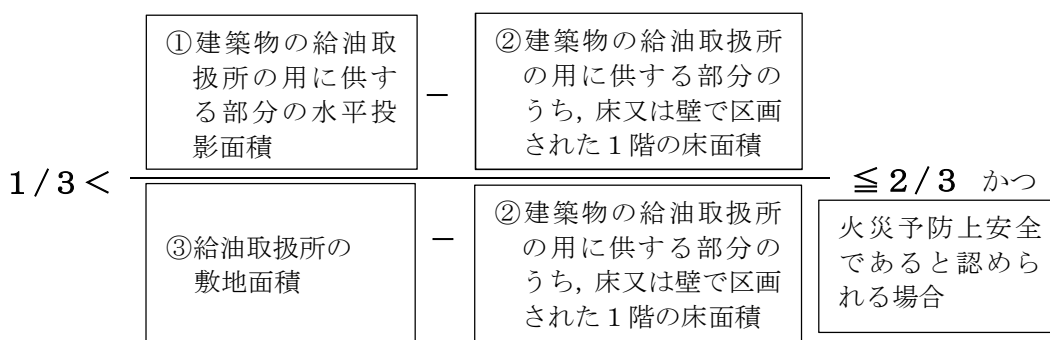 ①建築物の給油取
扱所の用に供す
る部分の水平投
影面積
−
②建築物の給油取扱所
の用に供する部分の
うち,床又は壁で区画
された1階の床面積
1/3<
≦2/3 かつ
③給油取扱所の
敷地面積
−
②建築物の給油取扱所
の用に供する部分の
うち,床又は壁で区画
された1階の床面積
火災予防上安全
であると認めら
れる場合